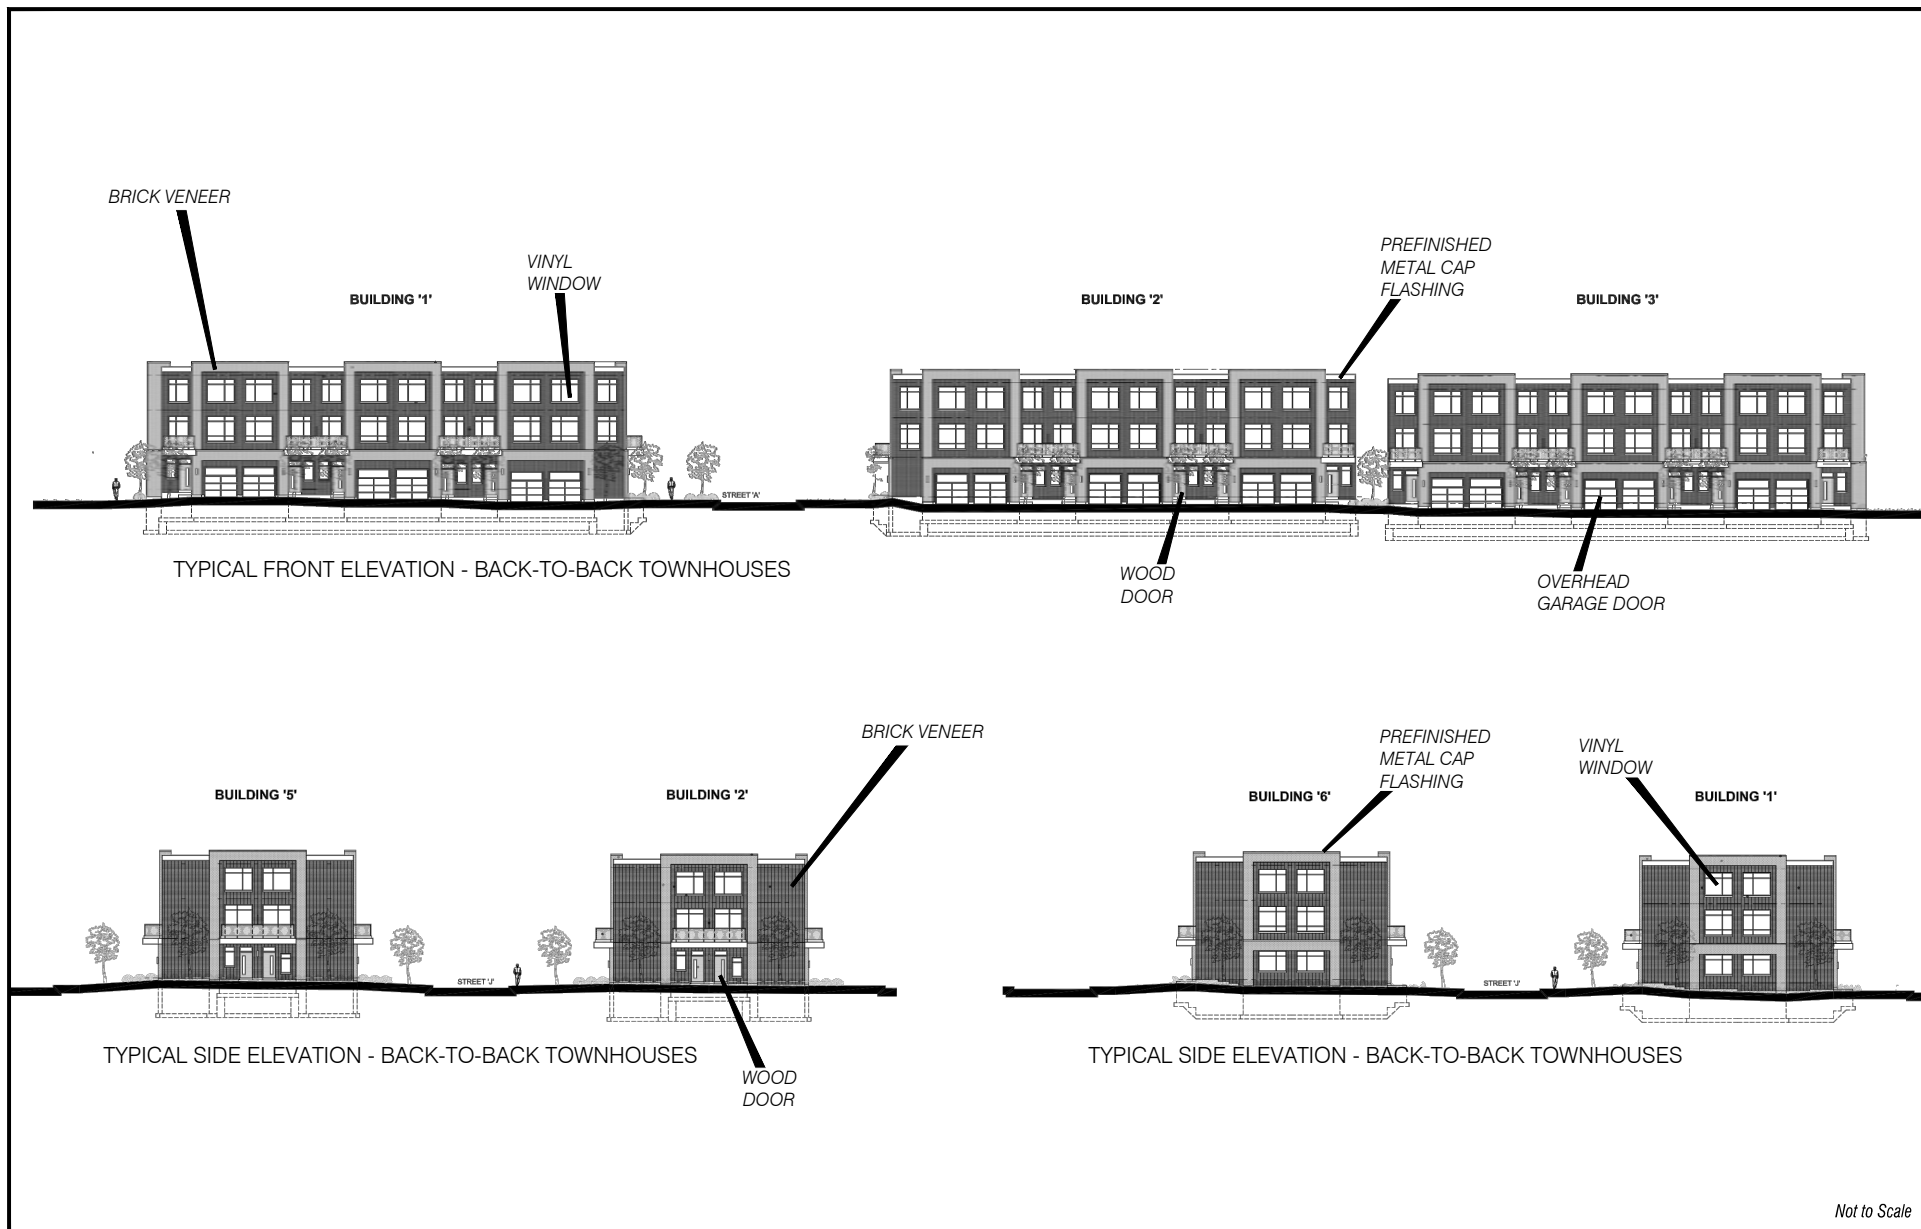 BRICK VENEER
VINYL
WINDOW
PREFINISHED
METAL CAP
FLASHING
BUILDING '1'
BUILDING '2'
BUILDING '3'
STREET 'A'
TYPICAL FRONT ELEVATION - BACK-TO-BACK TOWNHOUSES
WOOD
DOOR
OVERHEAD
GARAGE DOOR
BRICK VENEER
PREFINISHED
METAL CAP
FLASHING
VINYL
WINDOW
BUILDING '5'
BUILDING '2'
BUILDING '6'
BUILDING '1'
STREET 'J'
STREET 'J'
TYPICAL SIDE ELEVATION - BACK-TO-BACK TOWNHOUSES
TYPICAL SIDE ELEVATION - BACK-TO-BACK TOWNHOUSES
WOOD
DOOR
Not to Scale